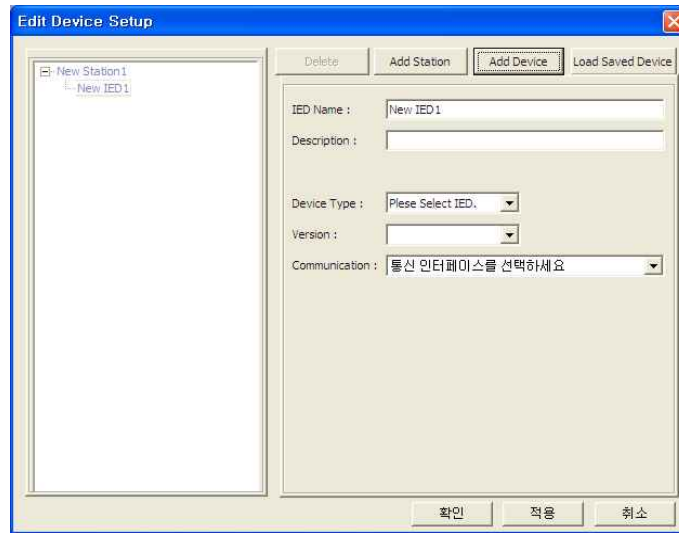 Edit Device Setup
New Station1
New IED1
Delete
Add Station
Add Device
Load Saved Device
IED Name :
New IED1
Description :
Device Type :
Plese Select IED.
Version :
Communication :
통신 인터페이스를 선택하세요
확인
적용
취소